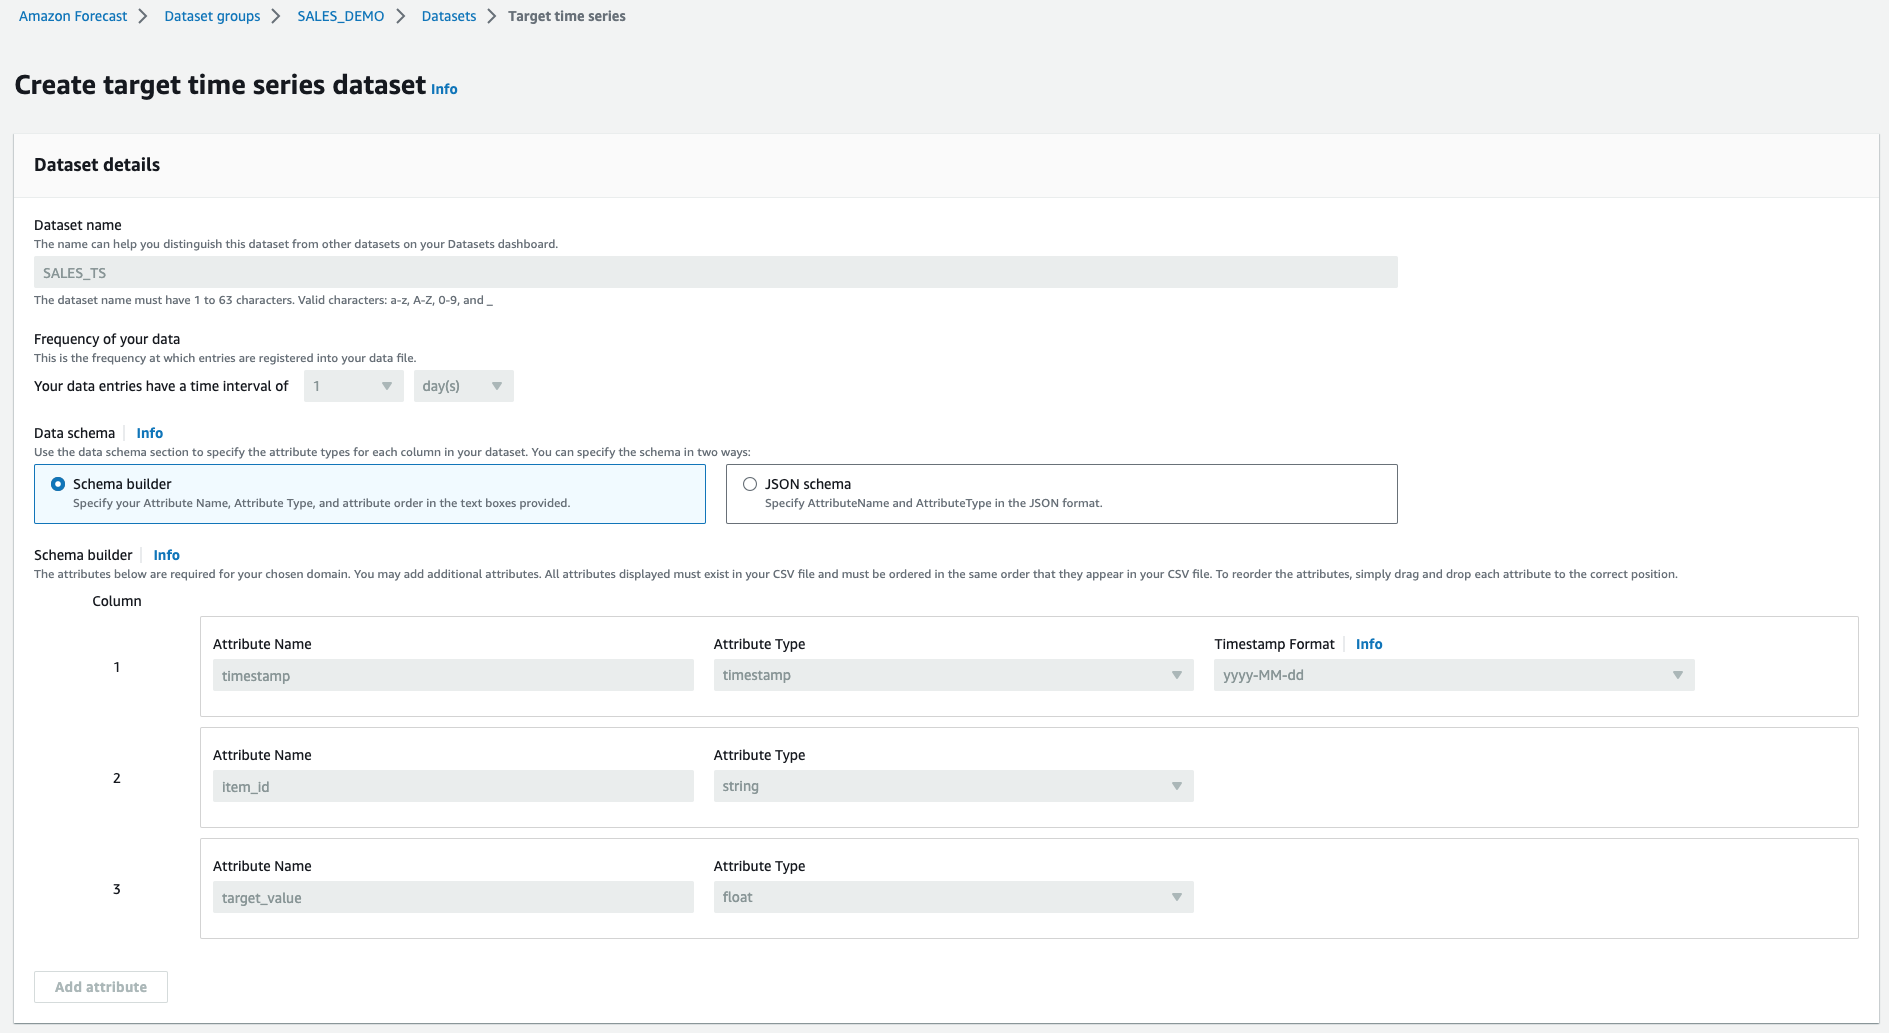 Amazon Forecast > Dataset groups > SALES_DEMO > Datasets > Target time series
Create target time series dataset Info
Dataset details
Dataset name
The name can help you distinguish this dataset from other datasets on your Datasets dashboard.
SALES_TS
The dataset name must have 1 to 63 characters. Valid characters: a-z, A-Z, 0-9, and _
Frequency of your data
This is the frequency at which entries are registered into your data file.
Your data entries have a time interval of 1 day(s)
Data schema Info
Use the data schema section to specify the attribute types for each column in your dataset. You can specify the schema in two ways:
Schema builder
Specify your Attribute Name, Attribute Type, and attribute order in the text boxes provided.
JSON schema
Specify AttributeName and AttributeType in the JSON format.
Schema builder Info
The attributes below are required for your chosen domain. You may add additional attributes. All attributes displayed must exist in your CSV file and must be ordered in the same order that they appear in your CSV file. To reorder the attributes, simply drag and drop each attribute to the correct position.
Column
Attribute Name Attribute Type Timestamp Format Info
1 timestamp timestamp yyyy-MM-dd
Attribute Name Attribute Type
2 item_id string
Attribute Name Attribute Type
3 target_value float
Add attribute